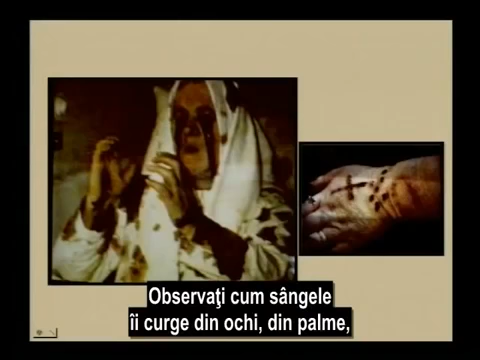 Observaţi cum sângele
îi curge din ochi, din palme,